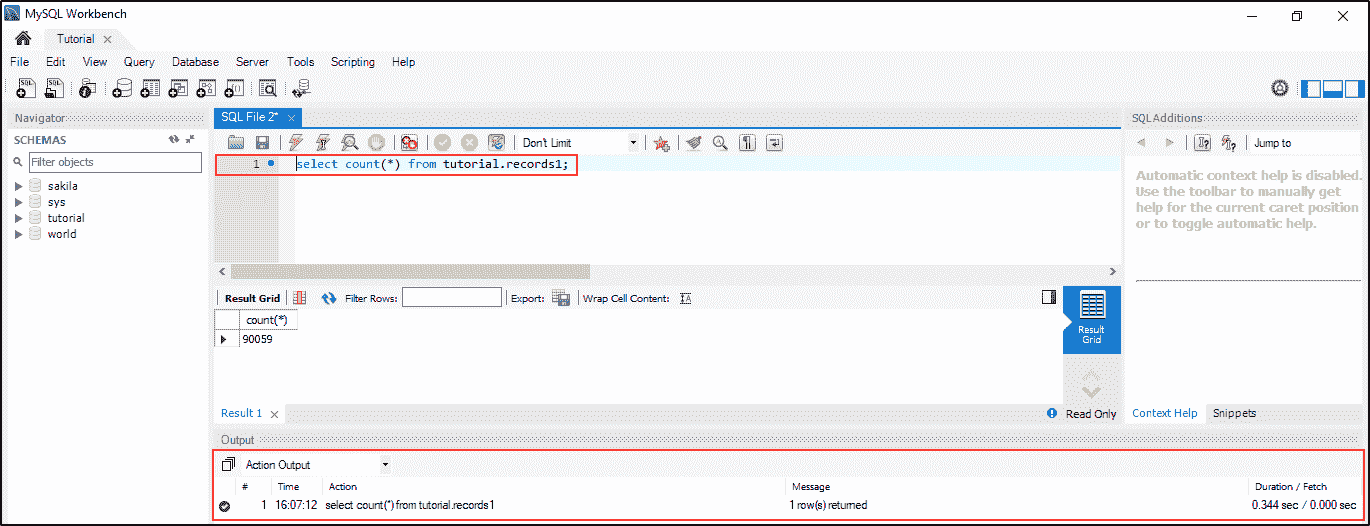 MySQL Workbench
Tutorial
File Edit View Query Database Server Tools Scripting Help
Navigator
SCHEMAS
Filter objects
sakila
sys
tutorial
world
SQL File 2*
Don't Limit
1 select count(*) from tutorial.records1;
Result Grid Filter Rows: Export: Wrap Cell Content:
count(*)
90059
Result Grid
Result 1
Read Only
SQLAdditions
Jump to
Automatic context help is disabled.
Use the toolbar to manually get
help for the current caret position
or to toggle automatic help.
Context Help Snippets
Output
Action Output
# Time Action Message Duration / Fetch
1 16:07:12 select count(*) from tutorial.records1 1 row(s) returned 0.344 sec / 0.000 sec